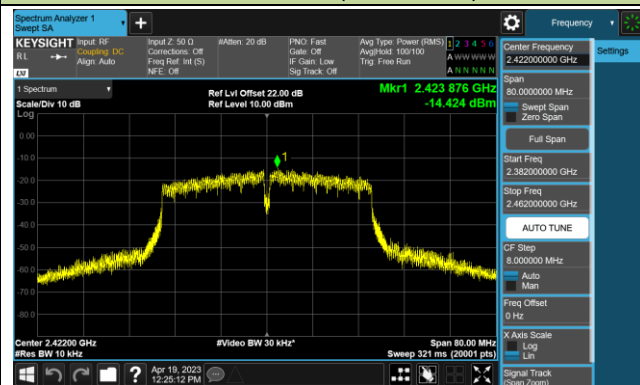 Spectrum Analyzer 1
Swept SA
Frequency
KEYSIGHT
RL
LXI
Input: RF
Coupling: DC
Align: Auto
Input Z: 50 Ω
Corrections: Off
Freq Ref: Int (S)
NFE: Off
#Atten: 20 dB
PNO: Fast
Gate: Off
IF Gain: Low
Sig Track: Off
Avg Type: Power (RMS)
Avg|Hold: 100/100
Trig: Free Run
1 2 3 4 5 6
A W W W W W
A N N N N N
Center Frequency
2.422000000 GHz
Settings
Span
80.0000000 MHz
Swept Span
Zero Span
Full Span
Start Freq
2.382000000 GHz
Stop Freq
2.462000000 GHz
AUTO TUNE
CF Step
8.000000 MHz
Auto
Man
Freq Offset
0 Hz
X Axis Scale
Log
Lin
Signal Track
(Span Zoom)
1 Spectrum
Scale/Div 10 dB
Log
Ref Lvl Offset 22.00 dB
Ref Level 10.00 dBm
Mkr1 2.423 876 GHz
-14.424 dBm
1
0.00
-10.0
-20.0
-30.0
-40.0
-50.0
-60.0
-70.0
-80.0
Center 2.42200 GHz
#Res BW 10 kHz
#Video BW 30 kHz*
Span 80.00 MHz
Sweep 321 ms (20001 pts)
Apr 19, 2023
12:25:12 PM